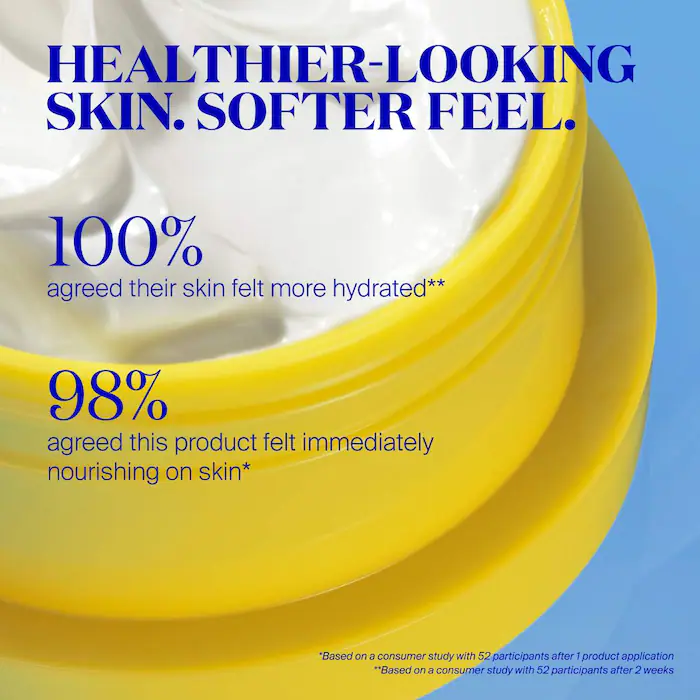 HEALTHIER-LOOKING
SKIN. SOFTER FEEL.
100%
agreed their skin felt more hydrated**
98%
agreed this product felt immediately
nourishing on skin*
*Based on a consumer study with 52 participants after 1 product application
**Based on a consumer study with 52 participants after 2 weeks